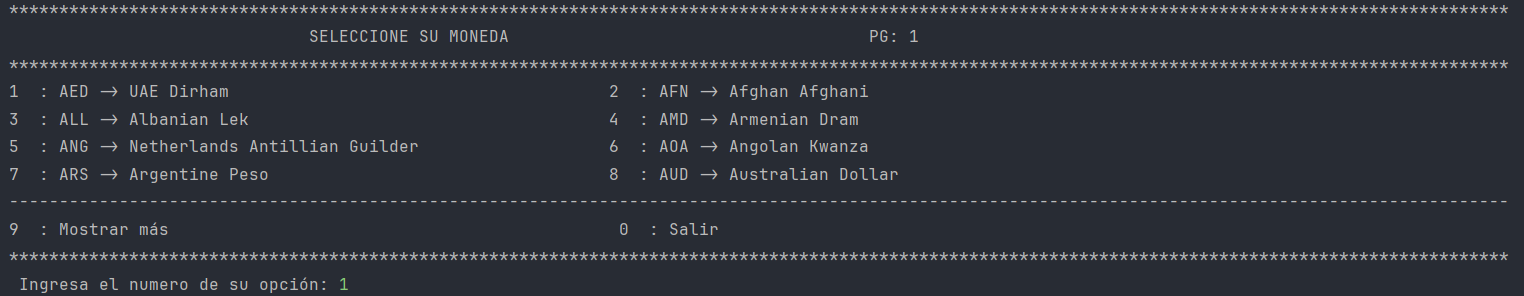 ******************************************************************************************************************************************************
SELECCIONE SU MONEDA PG: 1
******************************************************************************************************************************************************
1 : AED -> UAE Dirham 2 : AFN -> Afghan Afghani
3 : ALL -> Albanian Lek 4 : AMD -> Armenian Dram
5 : ANG -> Netherlands Antillian Guilder 6 : AOA -> Angolan Kwanza
7 : ARS -> Argentine Peso 8 : AUD -> Australian Dollar
------------------------------------------------------------------------------------------------------------------------------------------------------
9 : Mostrar más 0 : Salir
******************************************************************************************************************************************************
Ingresa el numero de su opción: 1